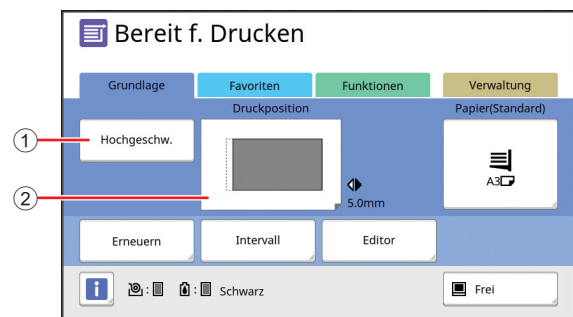 Bereit f. Drucken
Grundlage
Favoriten
Funktionen
Verwaltung
Druckposition
Papier(Standard)
1
Hochgeschw.
A3
2
5.0mm
Erneuern
Intervall
Editor
i
: : Schwarz
Frei